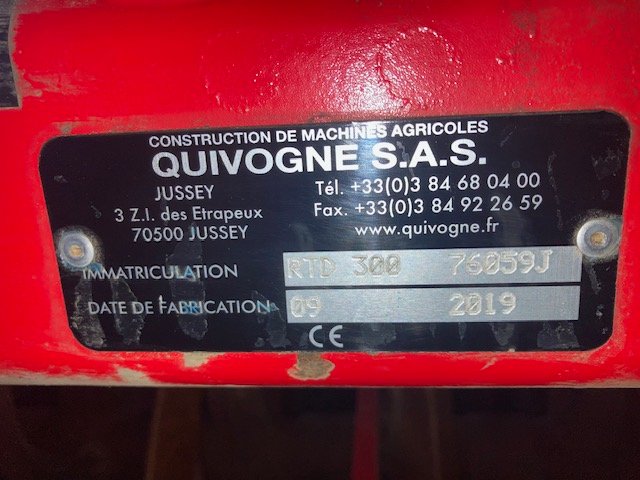 CONSTRUCTION DE MACHINES AGRICOLES
QUIVOGNE S.A.S.
JUSSEY
3 Z.I. des Etrapeux
70500 JUSSEY
Tél. +33(0)3 84 68 04 00
Fax. +33(0)3 84 92 26 59
www.quivogne.fr
IMMATRICULATION RTD 300 76059J
DATE DE FABRICATION 09 2019
CE